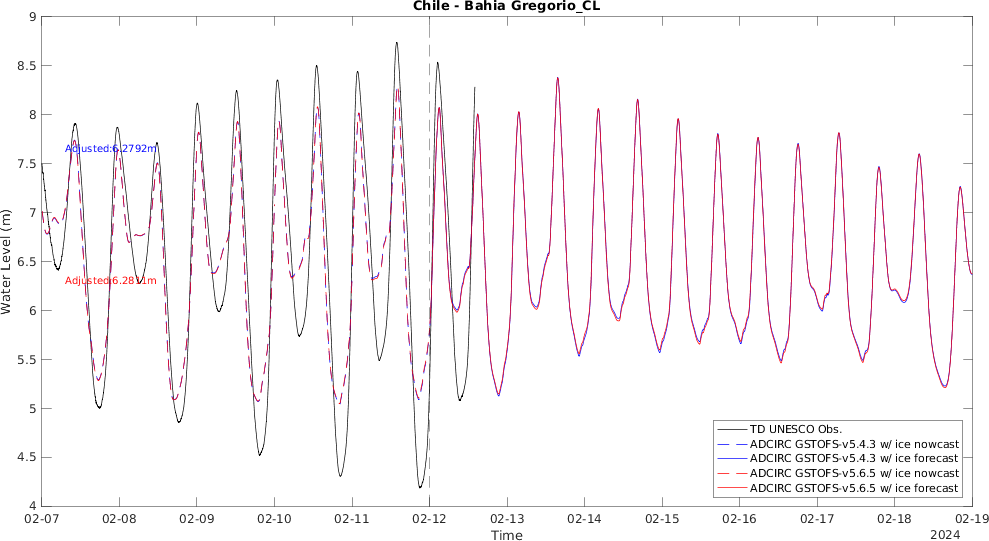 Chile - Bahia Gregorio_CL
9
8.5
8
7.5
7
6.5
6
5.5
5
4.5
4
Water Level (m)
Adjusted:6.2792m
Adjusted:6.2811m
TD UNESCO Obs.
ADCIRC GSTOFS-v5.4.3 w/ ice nowcast
ADCIRC GSTOFS-v5.4.3 w/ ice forecast
ADCIRC GSTOFS-v5.6.5 w/ ice nowcast
ADCIRC GSTOFS-v5.6.5 w/ ice forecast
02-07 02-08 02-09 02-10 02-11 02-12 02-13 02-14 02-15 02-16 02-17 02-18 02-19
Time
2024